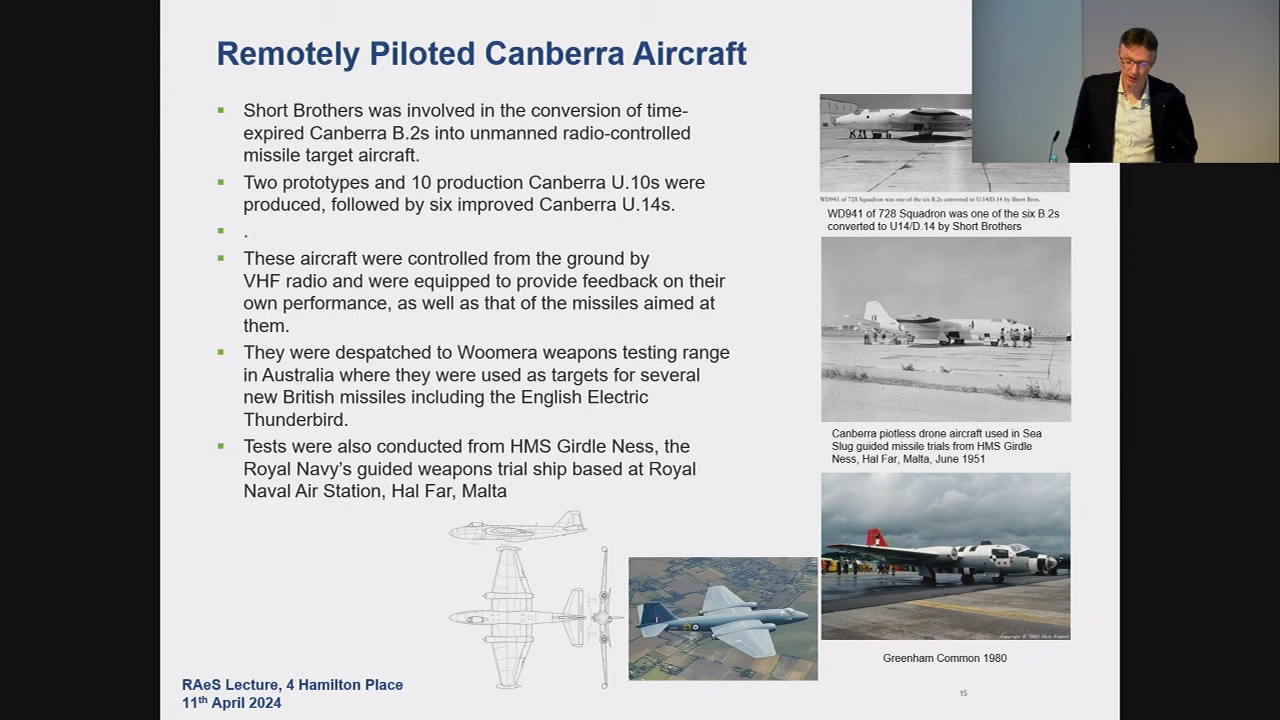 Remotely Piloted Canberra Aircraft
Short Brothers was involved in the conversion of time-
expired Canberra B.2s into unmanned radio-controlled
missile target aircraft.
Two prototypes and 10 production Canberra U.10s were
produced, followed by six improved Canberra U.14s.
.
These aircraft were controlled from the ground by
VHF radio and were equipped to provide feedback on their
own performance, as well as that of the missiles aimed at
them.
They were despatched to Woomera weapons testing range
in Australia where they were used as targets for several
new British missiles including the English Electric
Thunderbird.
Tests were also conducted from HMS Girdle Ness, the
Royal Navy's guided weapons trial ship based at Royal
Naval Air Station, Hal Far, Malta
WD941 of 728 Squadron was one of the six B.2s converted to U.14/D.14 by Short Bros.
WD941 of 728 Squadron was one of the six B.2s
converted to U14/D.14 by Short Brothers
Canberra piotless drone aircraft used in Sea
Slug guided missile trials from HMS Girdle
Ness, Hal Far, Malta, June 1951
Greenham Common 1980
RAeS Lecture, 4 Hamilton Place
11th April 2024
15